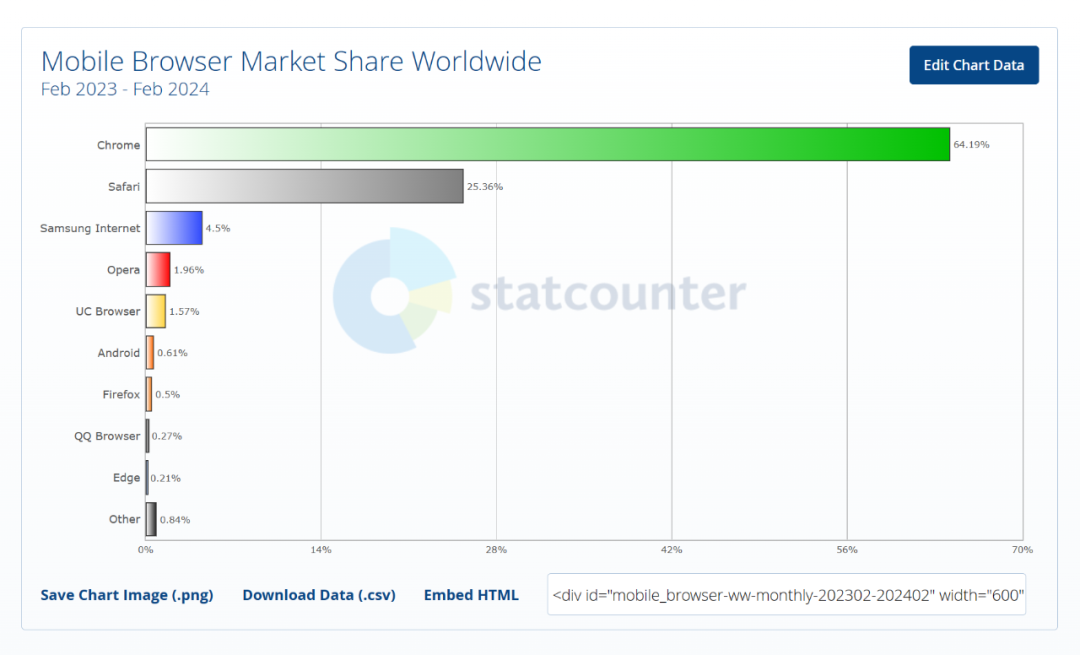 Mobile Browser Market Share Worldwide
Feb 2023 - Feb 2024
Edit Chart Data
Chrome 64.19%
Safari 25.36%
Samsung Internet 4.5%
Opera 1.96%
statcounter
UC Browser 1.57%
Android 0.61%
Firefox 0.5%
QQ Browser 0.27%
Edge 0.21%
Other 0.84%
0% 14% 28% 42% 56% 70%
Save Chart Image (.png) Download Data (.csv) Embed HTML <div id="mobile_browser-ww-monthly-202302-202402" width="600"